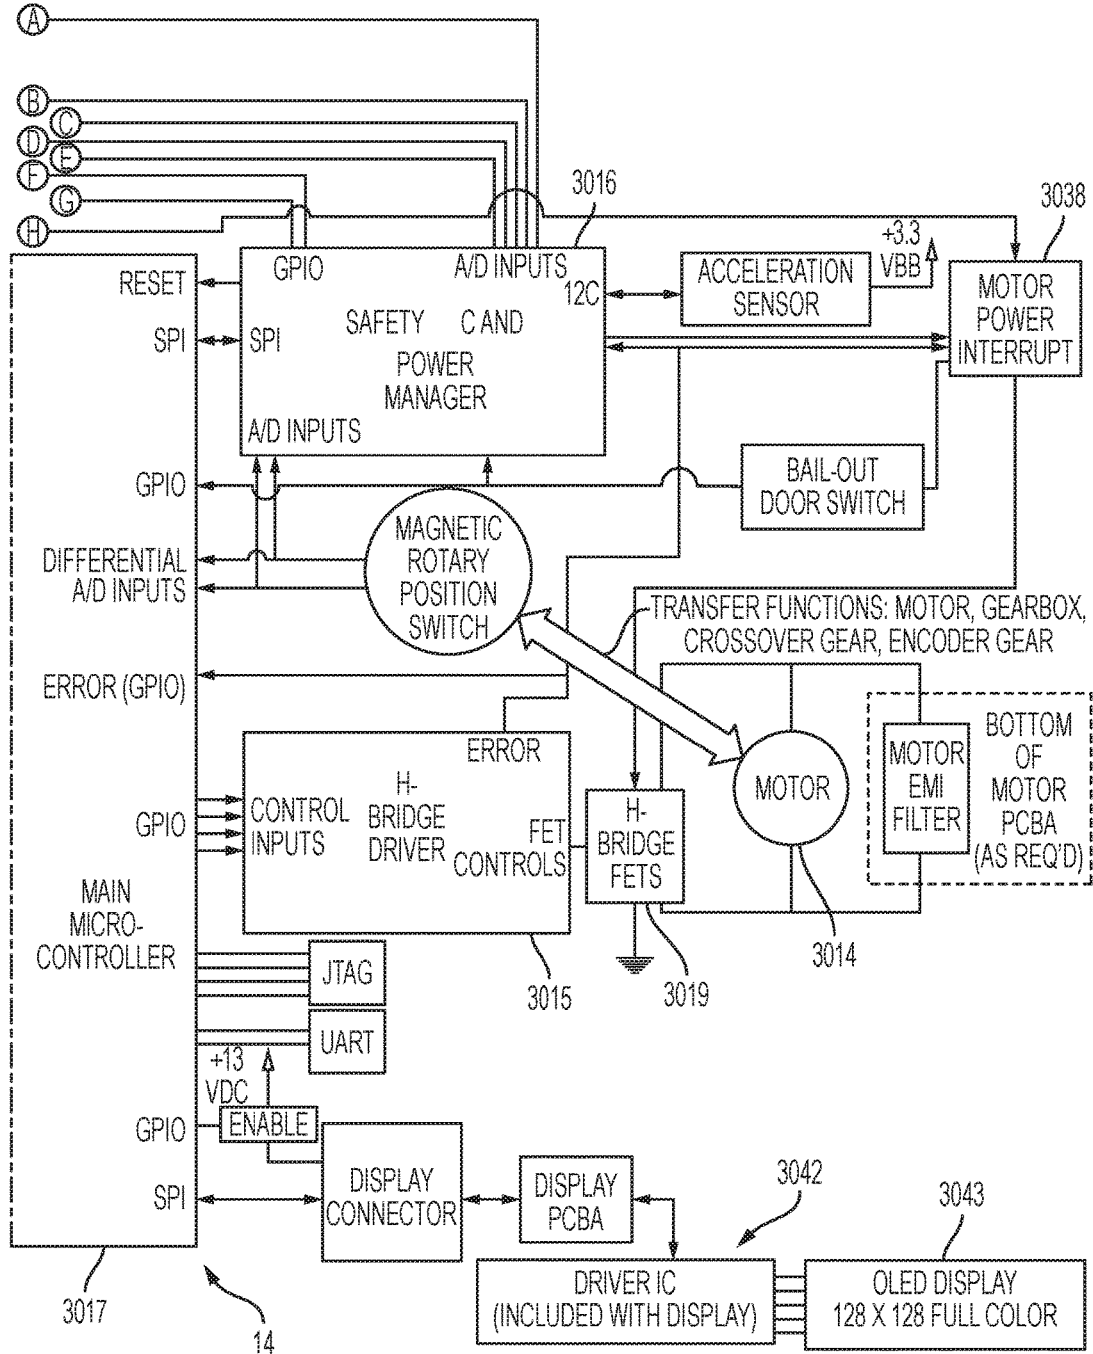 A
B
C
D
E
F
G
H
3016
3038
+3.3
VBB
GPIO
A/D INPUTS
12C
RESET
SPI
SPI
SAFETY C AND
POWER
MANAGER
A/D INPUTS
ACCELERATION
SENSOR
MOTOR
POWER
INTERRUPT
GPIO
BAIL-OUT
DOOR SWITCH
MAGNETIC
ROTARY
POSITION
SWITCH
DIFFERENTIAL
A/D INPUTS
TRANSFER FUNCTIONS: MOTOR, GEARBOX,
CROSSOVER GEAR, ENCODER GEAR
ERROR (GPIO)
ERROR
H-
BRIDGE
DRIVER
CONTROL
INPUTS
FET
CONTROLS
GPIO
H-
BRIDGE
FETS
MOTOR
MOTOR
EMI
FILTER
BOTTOM
OF
MOTOR
PCBA
(AS REQ'D)
MAIN
MICRO-
CONTROLLER
3014
3015
3019
JTAG
UART
+13
VDC
GPIO
ENABLE
SPI
DISPLAY
CONNECTOR
DISPLAY
PCBA
3042
3043
DRIVER IC
(INCLUDED WITH DISPLAY)
OLED DISPLAY
128 X 128 FULL COLOR
3017
14